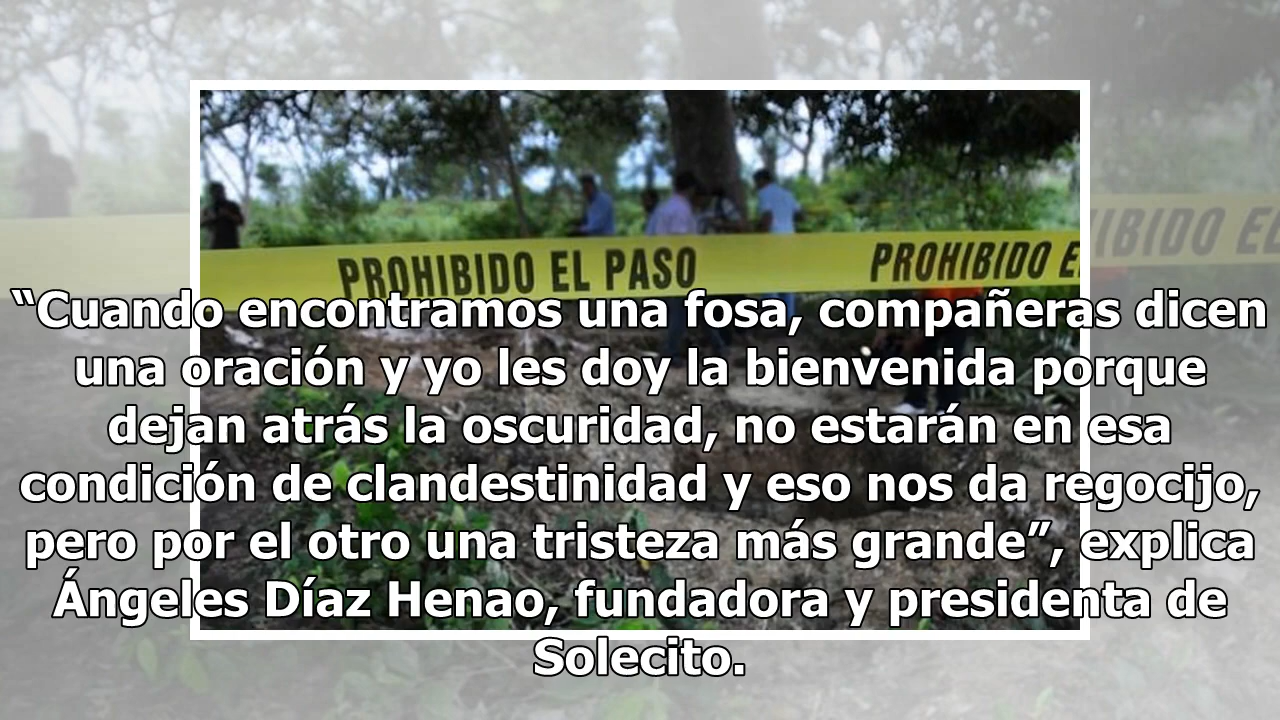 PROHIBIDO EL PASO
PROHIBIDO E
HIBIDO EL
“Cuando encontramos una fosa, compañeras dicen
una oración y yo les doy la bienvenida porque
dejan atrás la oscuridad, no estarán en esa
condición de clandestinidad y eso nos da regocijo,
pero por el otro una tristeza más grande”, explica
Ángeles Díaz Henao, fundadora y presidenta de
Solecito.